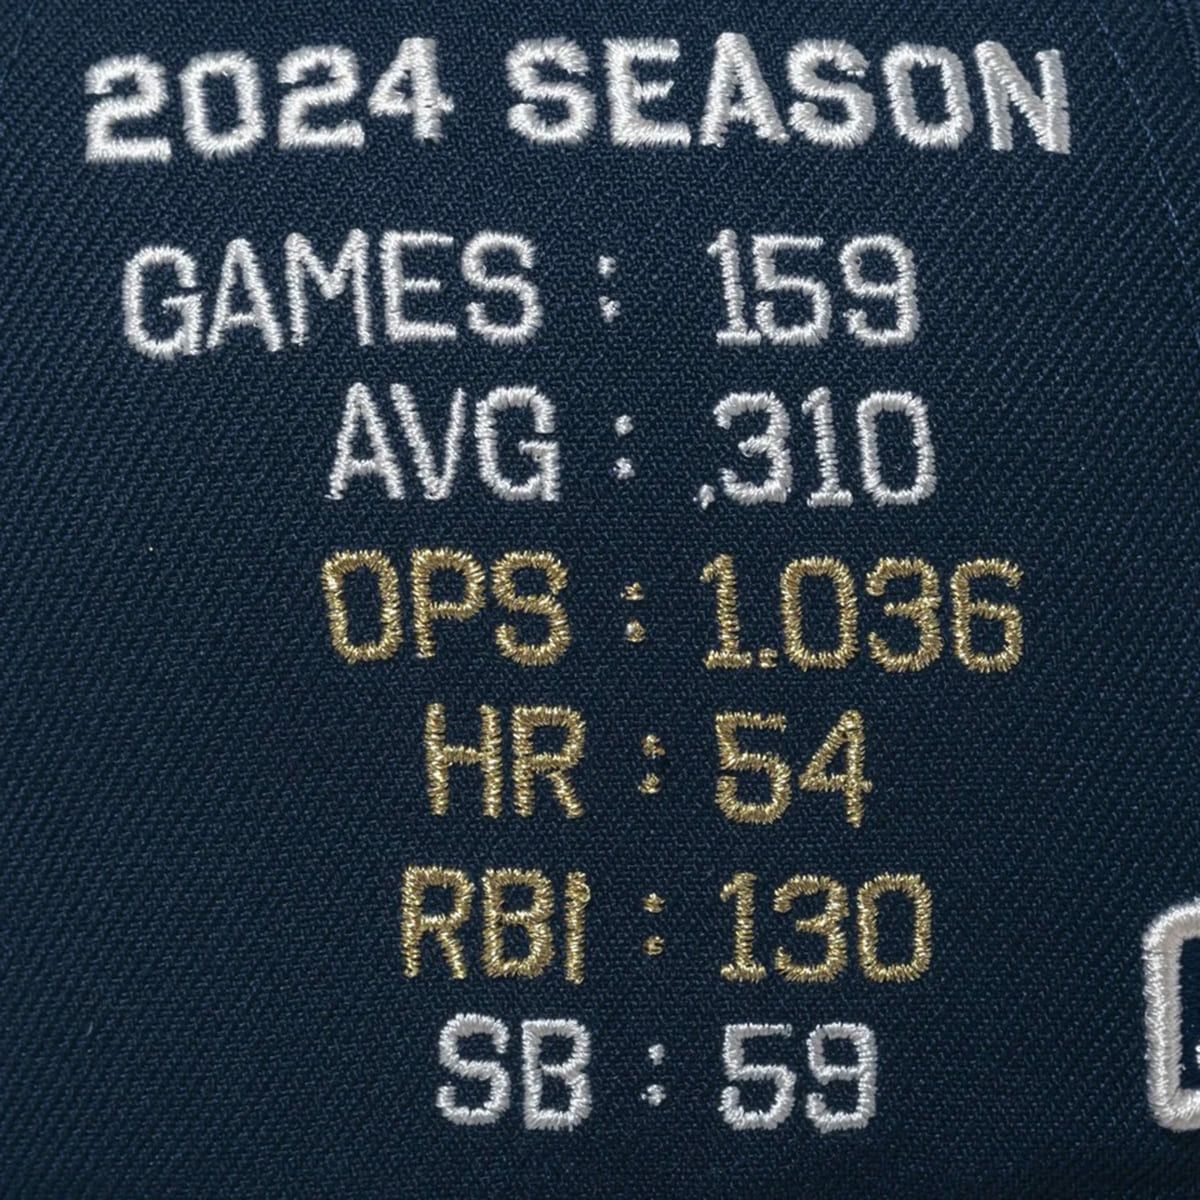 2024 SEASON
GAMES : 159
AVG : .310
OPS : 1.036
HR : 54
RBI : 130
SB : 59